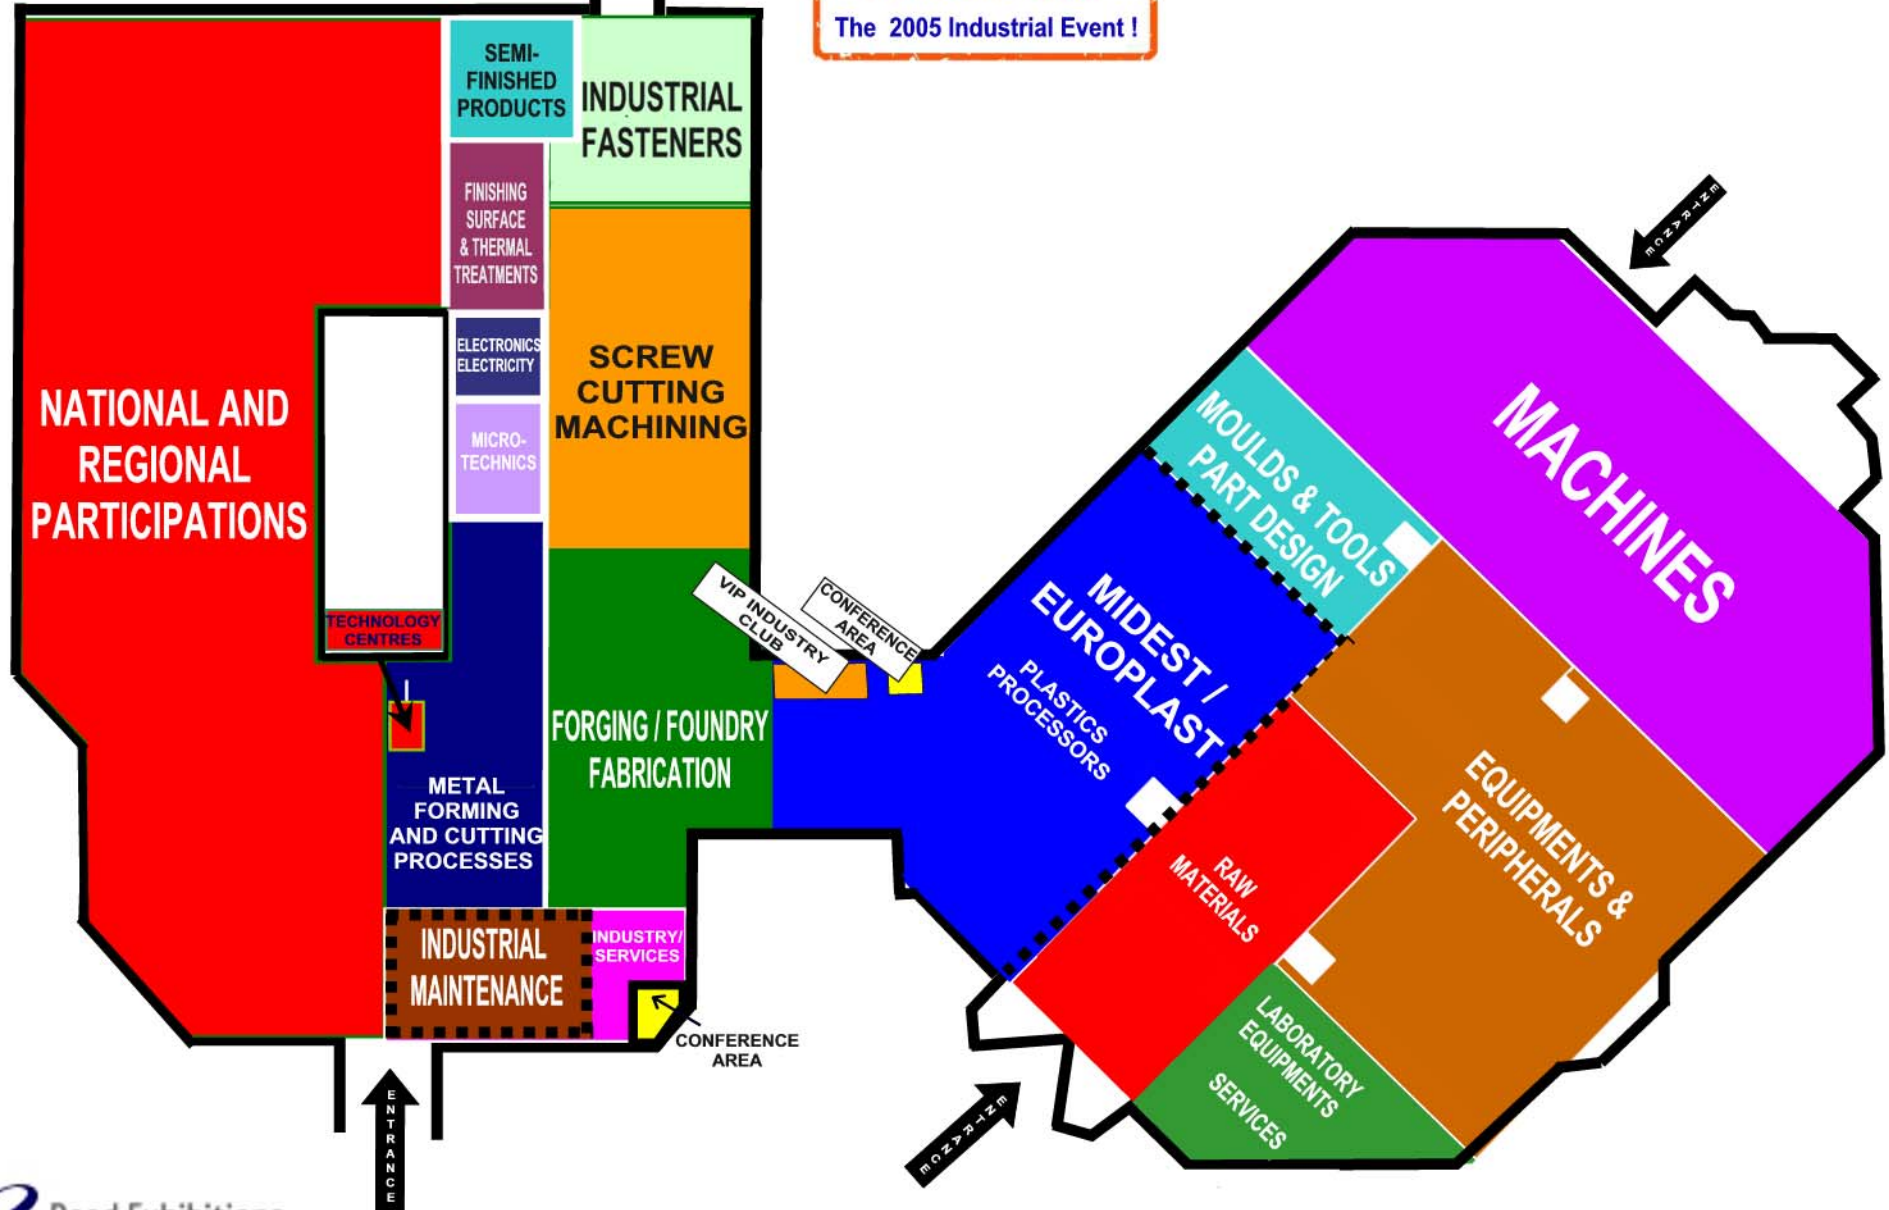 The 2005 Industrial Event !
SEMI-
FINISHED
PRODUCTS
INDUSTRIAL
FASTENERS
FINISHING
SURFACE
& THERMAL
TREATMENTS
ELECTRONICS
ELECTRICITY
MICRO-
TECHNICS
SCREW
CUTTING
MACHINING
NATIONAL AND
REGIONAL
PARTICIPATIONS
TECHNOLOGY
CENTRES
VIP INDUSTRY
CLUB
CONFERENCE
AREA
FORGING / FOUNDRY
FABRICATION
METAL
FORMING
AND CUTTING
PROCESSES
INDUSTRIAL
MAINTENANCE
INDUSTRY/
SERVICES
CONFERENCE
AREA
ENTRANCE
ENTRANCE
MACHINES
MOULDS & TOOLS
PART DESIGN
MIDEST /
EUROPLAST
PLASTICS
PROCESSORS
EQUIPMENTS &
PERIPHERALS
RAW
MATERIALS
LABORATORY
EQUIPMENTS
SERVICES
ENTRANCE